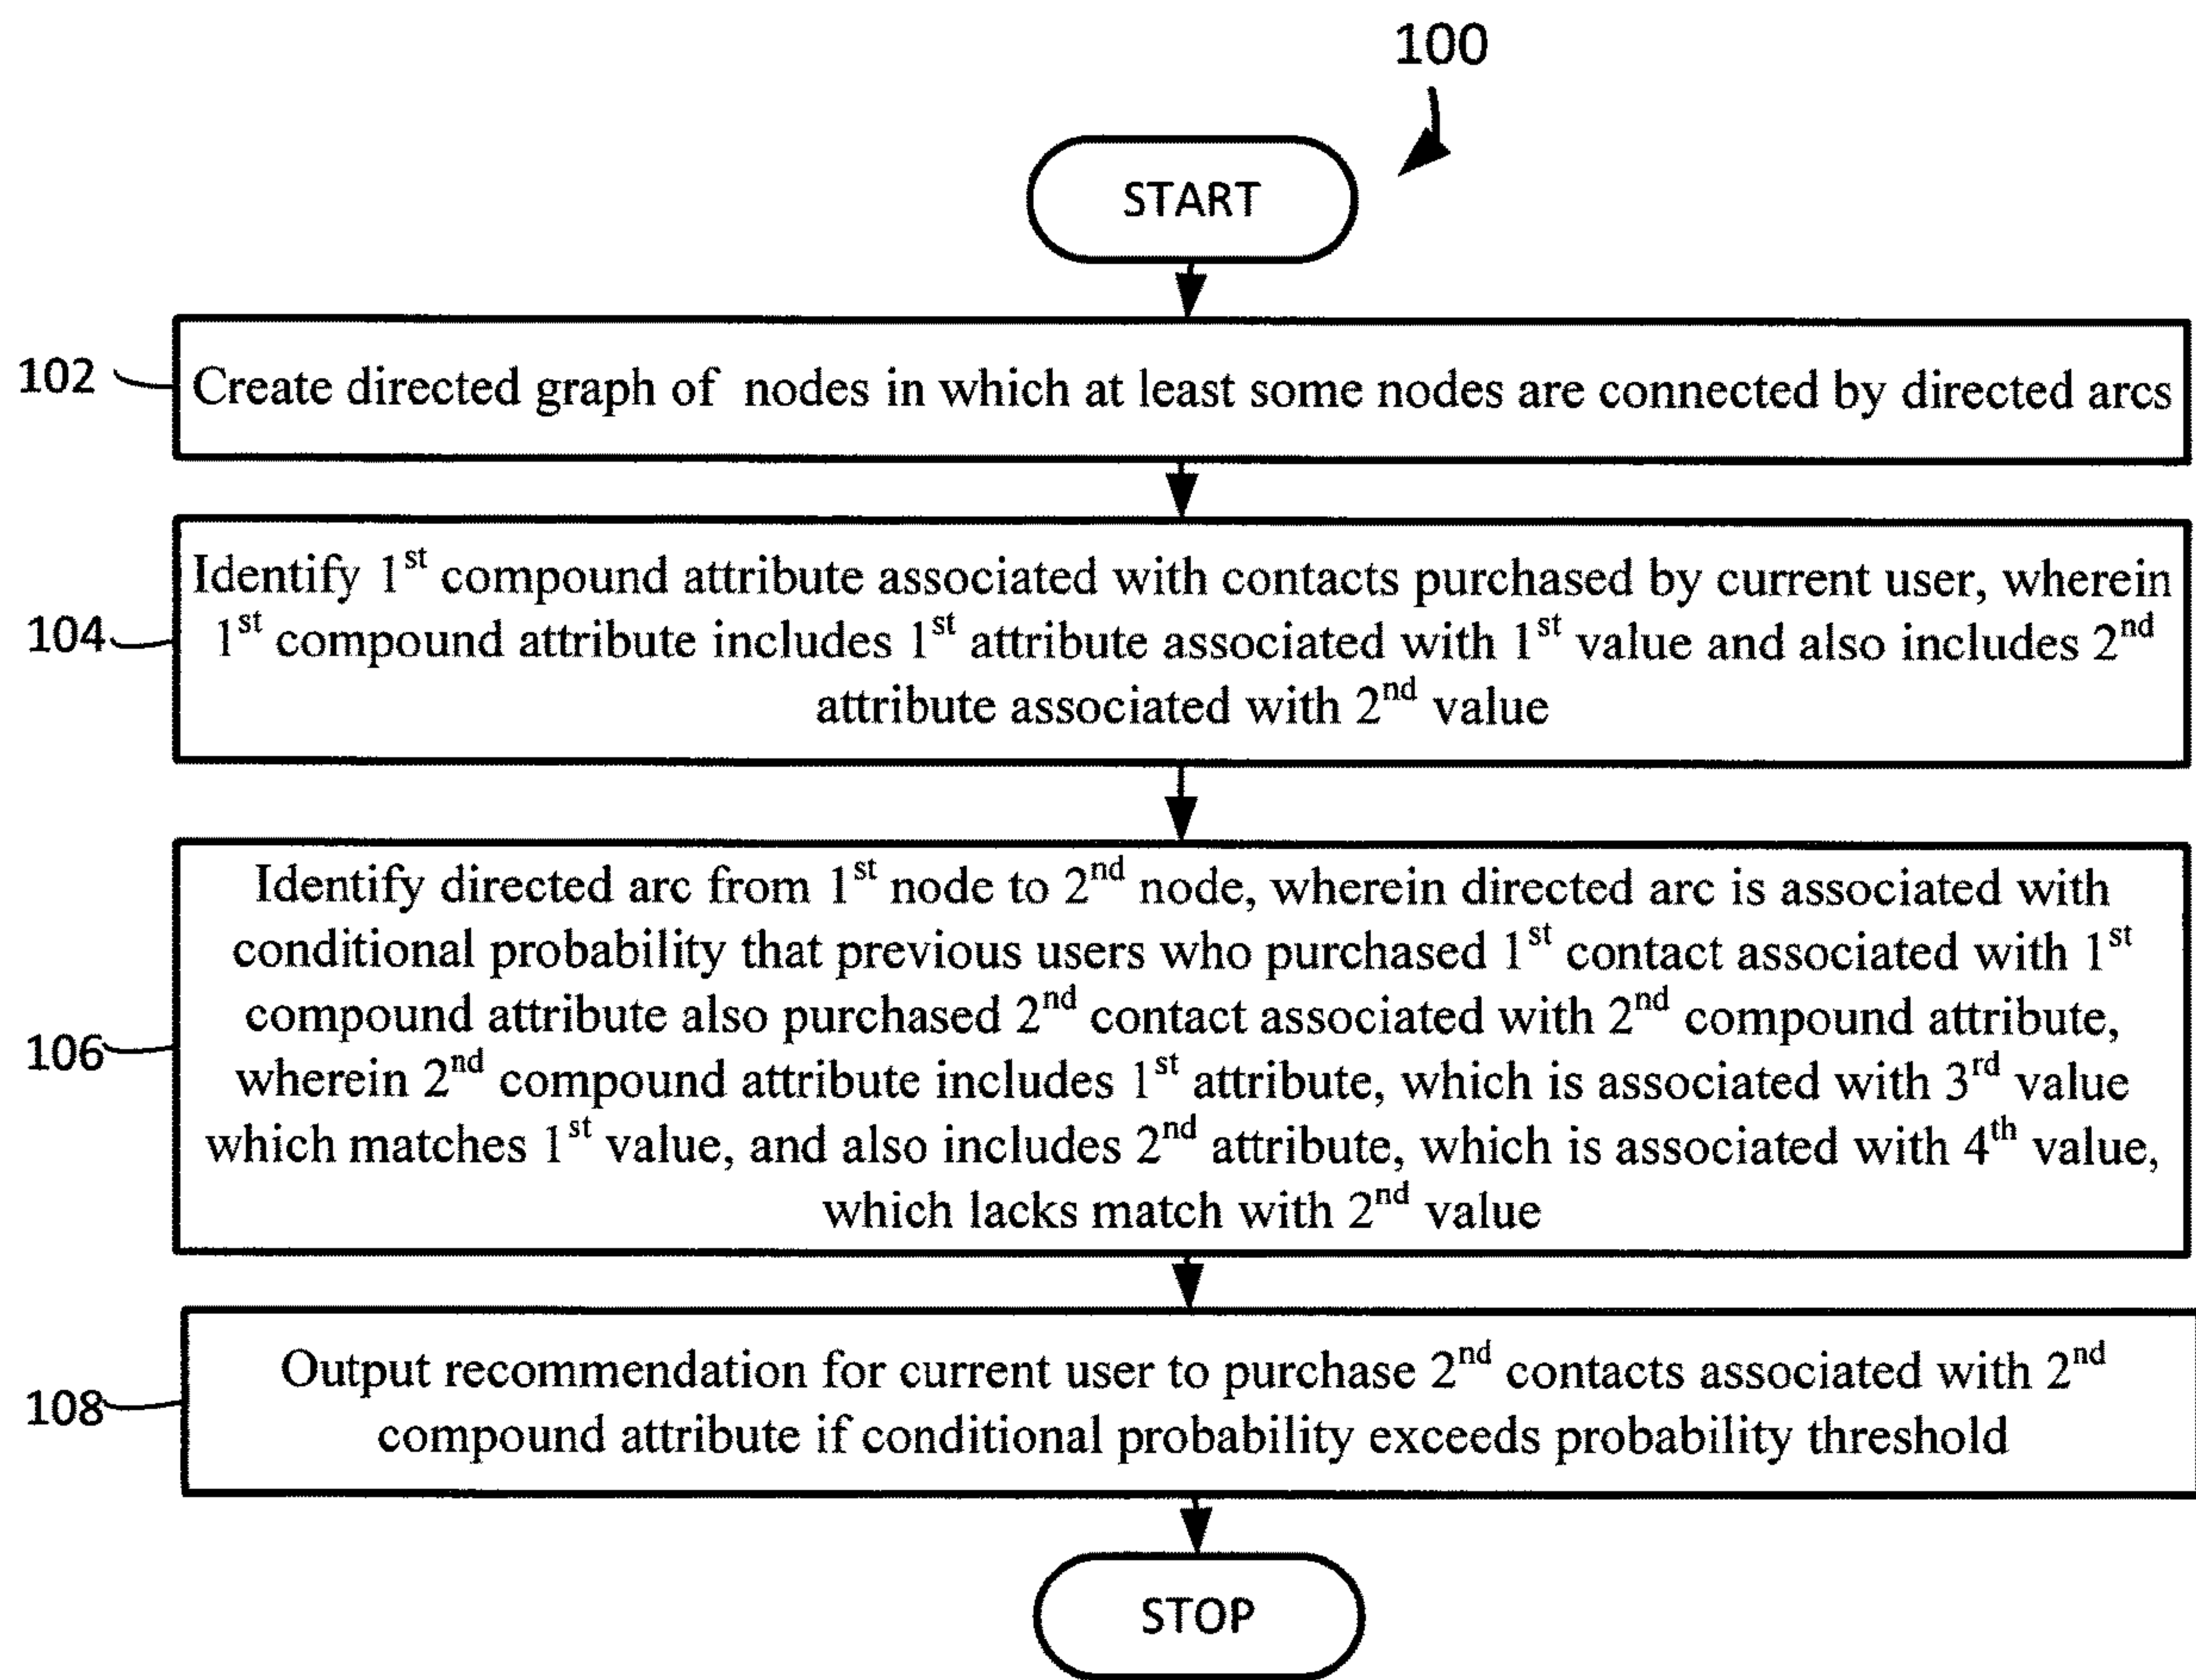 100
START
102
Create directed graph of nodes in which at least some nodes are connected by directed arcs
104
Identify 1st compound attribute associated with contacts purchased by current user, wherein
1st compound attribute includes 1st attribute associated with 1st value and also includes 2nd
attribute associated with 2nd value
106
Identify directed arc from 1st node to 2nd node, wherein directed arc is associated with
conditional probability that previous users who purchased 1st contact associated with 1st
compound attribute also purchased 2nd contact associated with 2nd compound attribute,
wherein 2nd compound attribute includes 1st attribute, which is associated with 3rd value
which matches 1st value, and also includes 2nd attribute, which is associated with 4th value,
which lacks match with 2nd value
108
Output recommendation for current user to purchase 2nd contacts associated with 2nd
compound attribute if conditional probability exceeds probability threshold
STOP